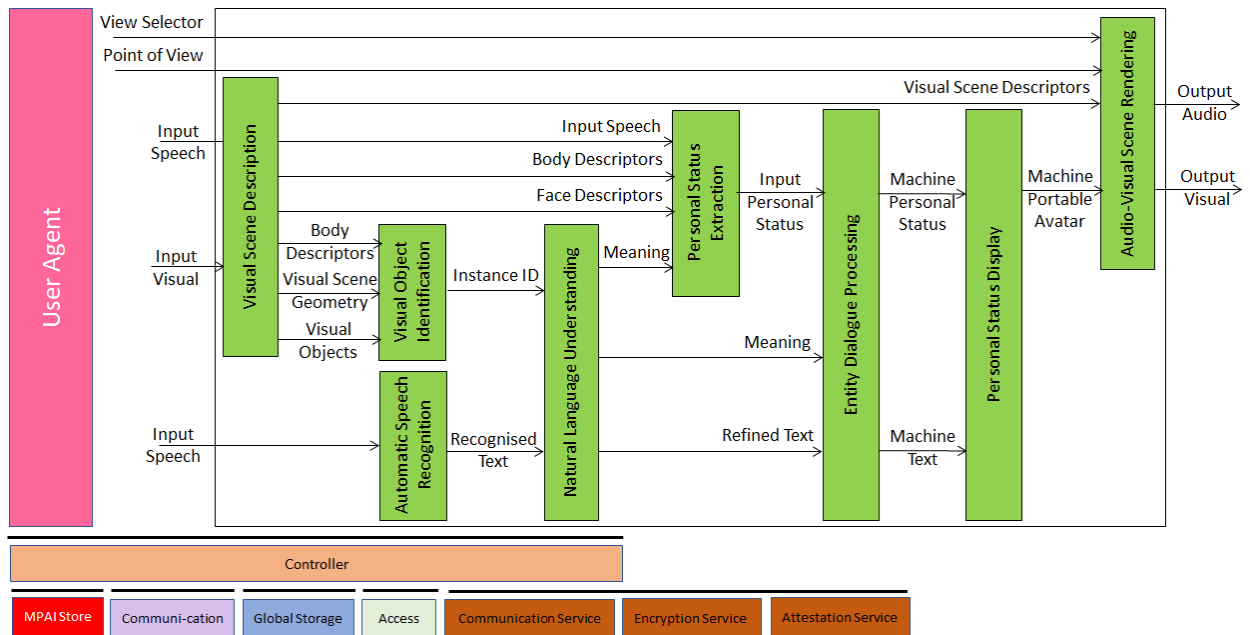 View Selector
Point of View
Visual Scene Descriptors
Output
Audio
Input
Speech
Input Speech
Body Descriptors
Face Descriptors
Input
Personal
Status
Machine
Personal
Status
Machine
Portable
Avatar
Output
Visual
User Agent
Visual Scene Description
Personal Status
Extraction
Audio-Visual Scene Rendering
Body
Descriptors
Visual Scene
Geometry
Visual
Objects
Input
Visual
Visual Object
Identification
Instance ID
Meaning
Natural Language Understanding
Meaning
Entity Dialogue Processing
Personal Status Display
Input
Speech
Automatic Speech
Recognition
Recognised
Text
Refined Text
Machine
Text
Controller
MPAI Store
Communi-cation
Global Storage
Access
Communication Service
Encryption Service
Attestation Service